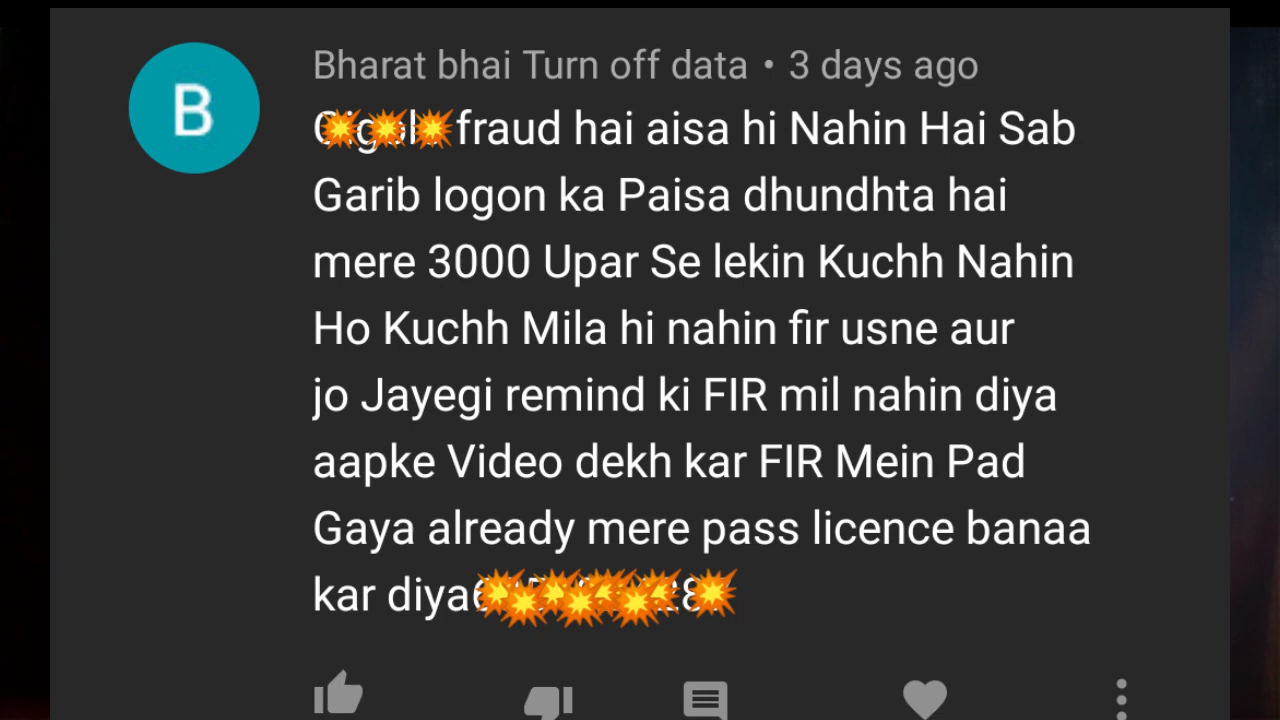 B
Bharat bhai Turn off data • 3 days ago
fraud hai aisa hi Nahin Hai Sab
Garib logon ka Paisa dhundhta hai
mere 3000 Upar Se lekin Kuchh Nahin
Ho Kuchh Mila hi nahin fir usne aur
jo Jayegi remind ki FIR mil nahin diya
aapke Video dekh kar FIR Mein Pad
Gaya already mere pass licence banaa
kar diya